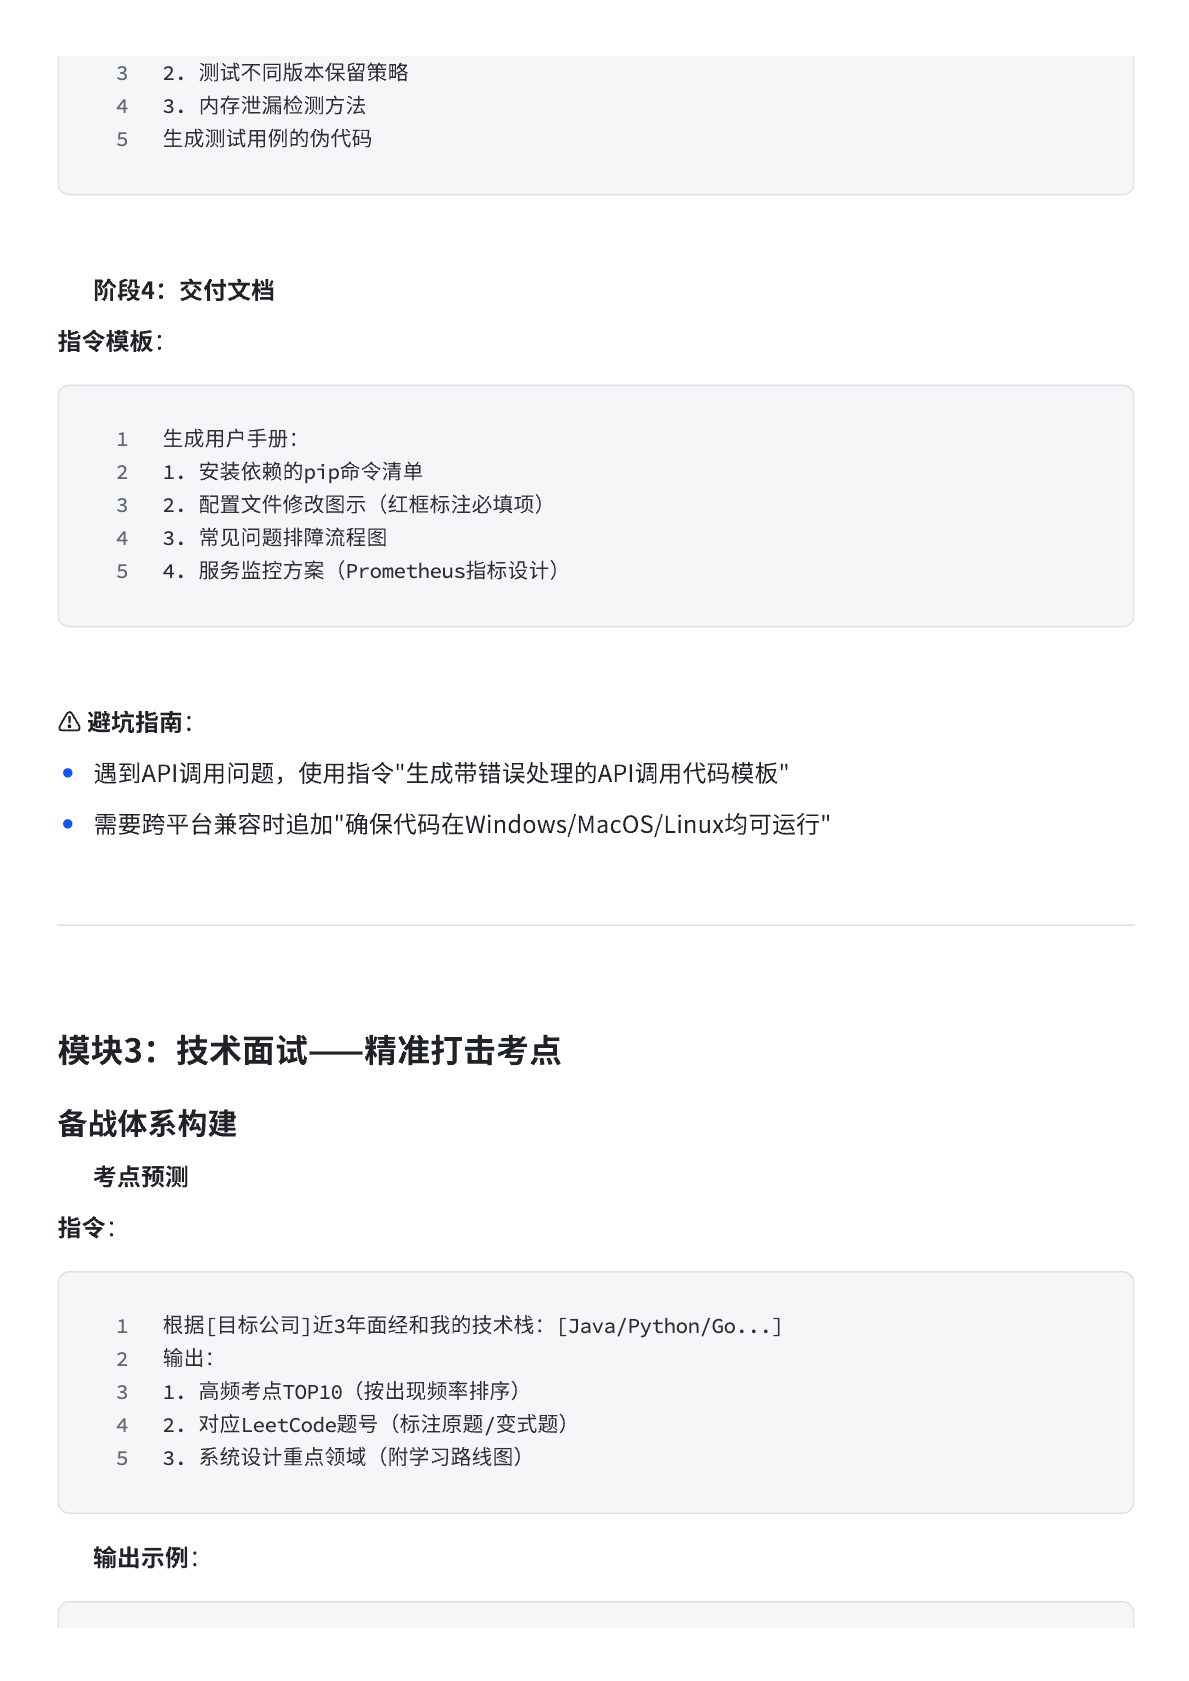 3 2. 测试不同版本保留策略
4 3. 内存泄漏检测方法
5 生成测试用例的伪代码
阶段4：交付文档
指令模板：
1 生成用户手册：
2 1. 安装依赖的pip命令清单
3 2. 配置文件修改图示（红框标注必填项）
4 3. 常见问题排障流程图
5 4. 服务监控方案（Prometheus指标设计）
⚠ 避坑指南：
• 遇到API调用问题，使用指令"生成带错误处理的API调用代码模板"
• 需要跨平台兼容时追加"确保代码在Windows/MacOS/Linux均可运行"
模块3：技术面试——精准打击考点
备战体系构建
考点预测
指令：
1 根据[目标公司]近3年面经和我的技术栈：[Java/Python/Go...]
2 输出：
3 1. 高频考点TOP10（按出现频率排序）
4 2. 对应LeetCode题号（标注原题/变式题）
5 3. 系统设计重点领域（附学习路线图）
输出示例：